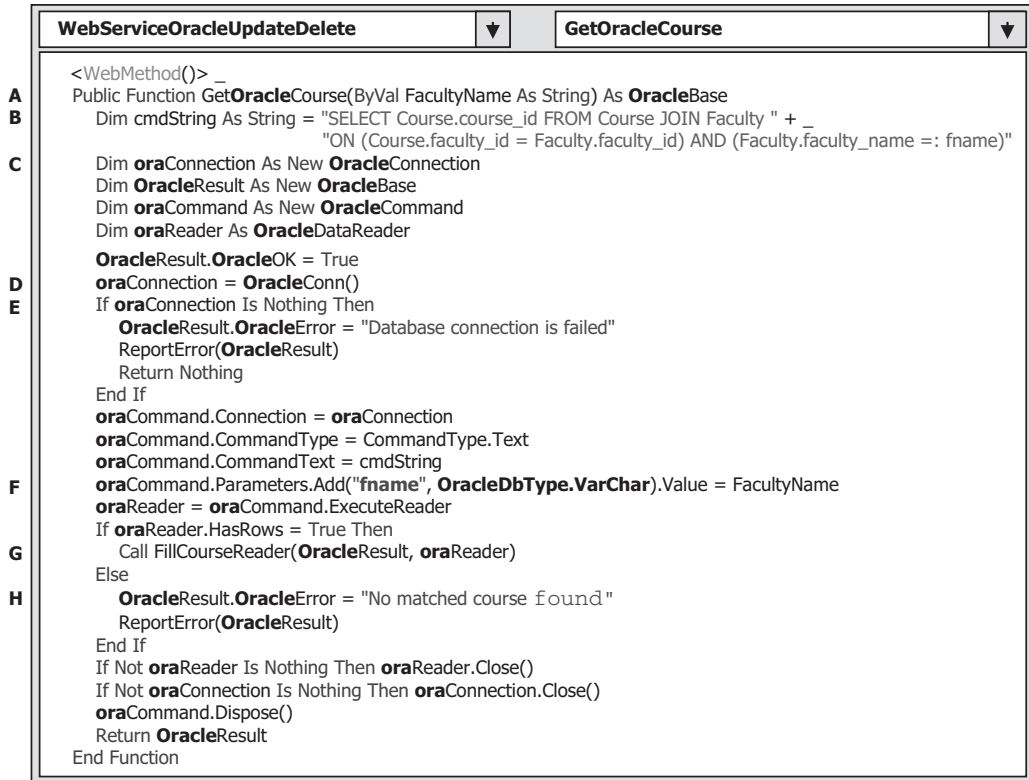 WebServiceOracleUpdateDelete GetOracleCourse
<WebMethod()> _
A Public Function GetOracleCourse(ByVal FacultyName As String) As OracleBase
B Dim cmdString As String = "SELECT Course.course_id FROM Course JOIN Faculty " + _
"ON (Course.faculty_id = Faculty.faculty_id) AND (Faculty.faculty_name =: fname)"
C Dim oraConnection As New OracleConnection
Dim OracleResult As New OracleBase
Dim oraCommand As New OracleCommand
Dim oraReader As OracleDataReader
OracleResult.OracleOK = True
D oraConnection = OracleConn()
E If oraConnection Is Nothing Then
OracleResult.OracleError = "Database connection is failed"
ReportError(OracleResult)
Return Nothing
End If
oraCommand.Connection = oraConnection
oraCommand.CommandType = CommandType.Text
oraCommand.CommandText = cmdString
F oraCommand.Parameters.Add("fname", OracleDbType.VarChar).Value = FacultyName
oraReader = oraCommand.ExecuteReader
If oraReader.HasRows = True Then
G Call FillCourseReader(OracleResult, oraReader)
Else
H OracleResult.OracleError = "No matched course found"
ReportError(OracleResult)
End If
If Not oraReader Is Nothing Then oraReader.Close()
If Not oraConnection Is Nothing Then oraConnection.Close()
oraCommand.Dispose()
Return OracleResult
End Function